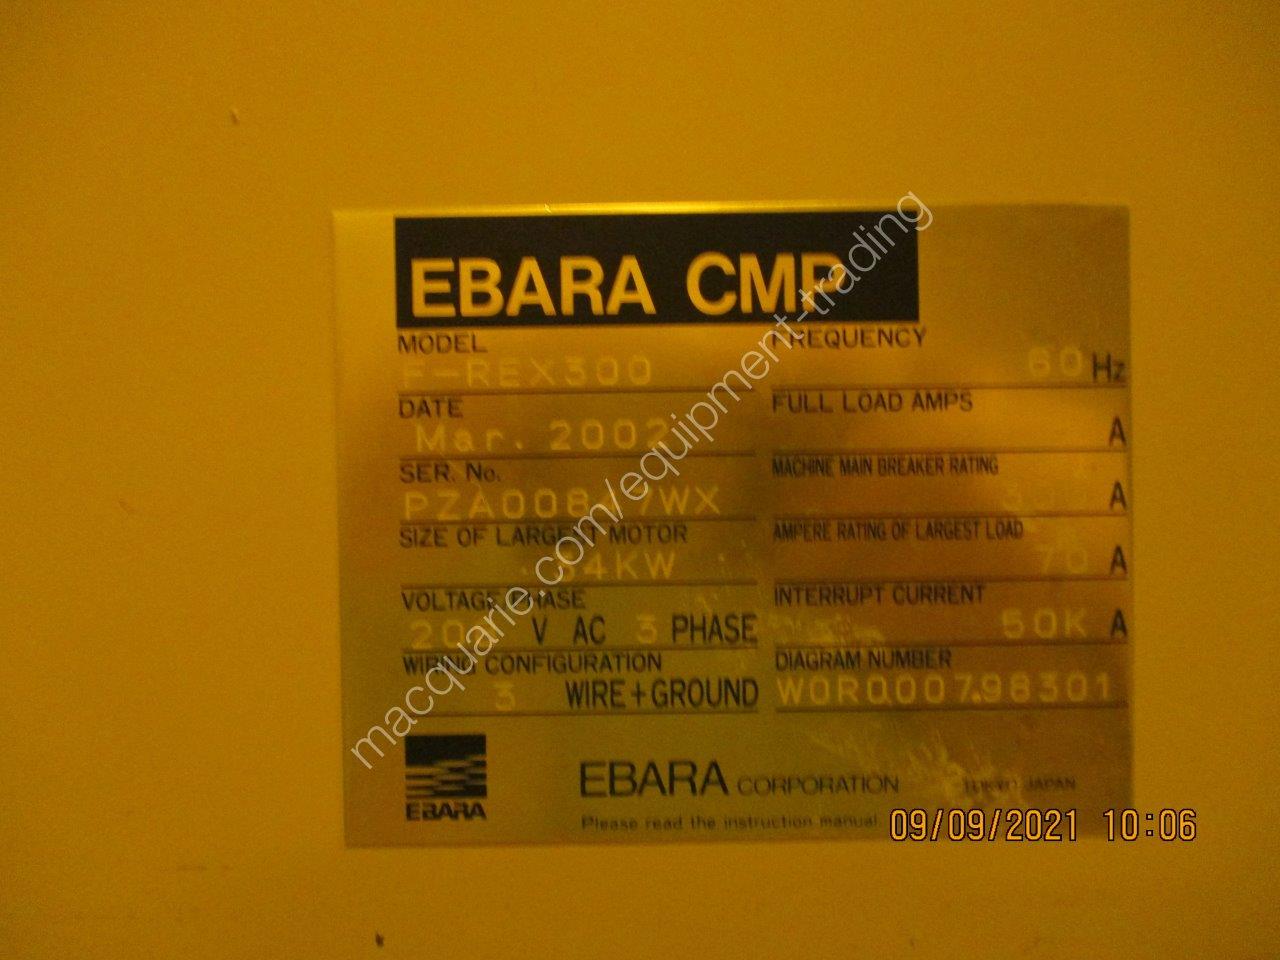 EBARA CMP
MODEL
F-REX300
FREQUENCY
60 Hz
DATE
Mar. 2002
FULL LOAD AMPS
A
SER. No.
MACHINE MAIN BREAKER RATING
A
SIZE OF LARGEST MOTOR
AMPERE RATING OF LARGEST LOAD
70 A
VOLTAGE PHASE
V AC 3 PHASE
INTERRUPT CURRENT
50K A
WIRING CONFIGURATION
3 WIRE+GROUND
DIAGRAM NUMBER
EBARA
EBARA CORPORATION
TOKYO JAPAN
Please read the instruction manual.
09/09/2021 10:06
macquarie.com/equipment-trading